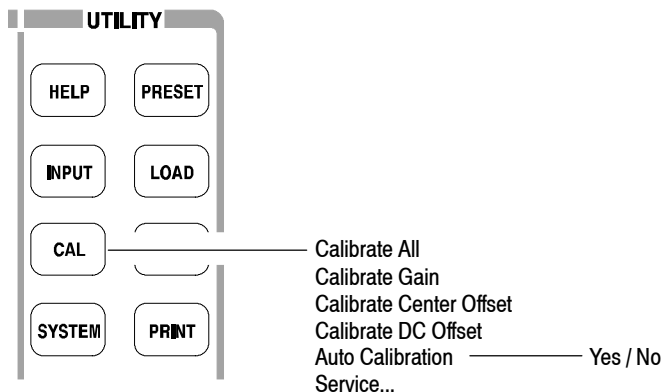 UTILITY
HELP PRESET
INPUT LOAD
CAL
SYSTEM PRINT
Calibrate All
Calibrate Gain
Calibrate Center Offset
Calibrate DC Offset
Auto Calibration Yes / No
Service...